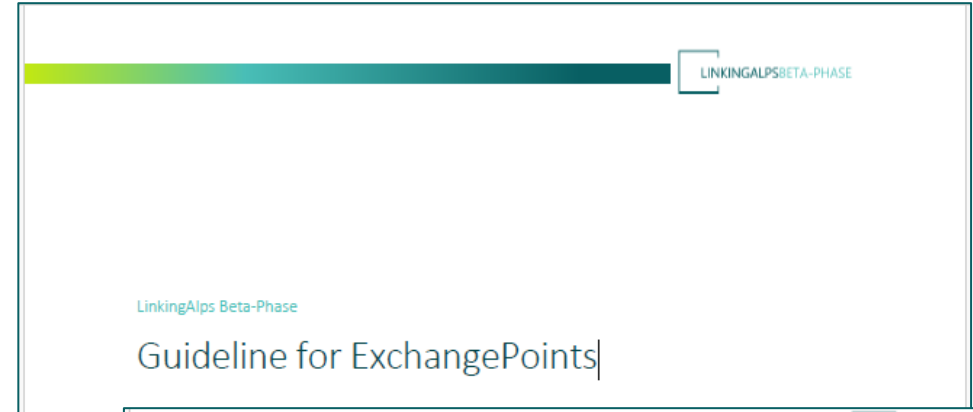 LINKINGALPSBETA-PHASE
LinkingAlps Beta-Phase
Guideline for ExchangePoints